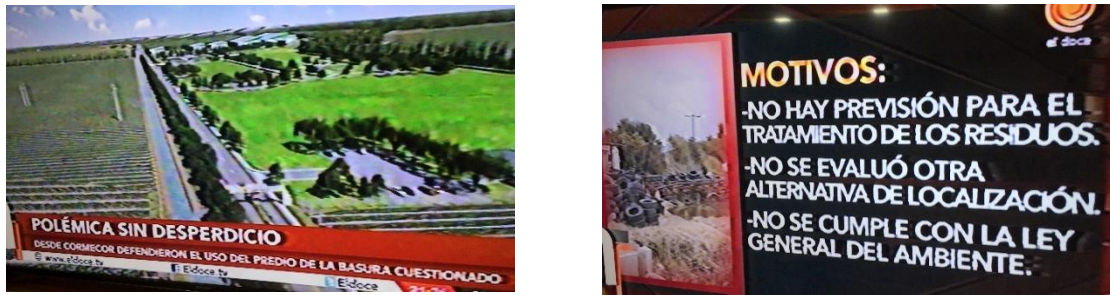 POLÉMICA SIN DESPERDICIO
DESDE CORMECOR DEFENDIERON EL USO DEL PREDIO DE LA BASURA CUESTIONADO
www.eldoce.tv
Eldoce
Eldoce
el doce
MOTIVOS:
-NO HAY PREVISIÓN PARA EL
TRATAMIENTO DE LOS RESIDUOS.
-NO SE EVALUÓ OTRA
ALTERNATIVA DE LOCALIZACIÓN.
-NO SE CUMPLE CON LA LEY
GENERAL DEL AMBIENTE.